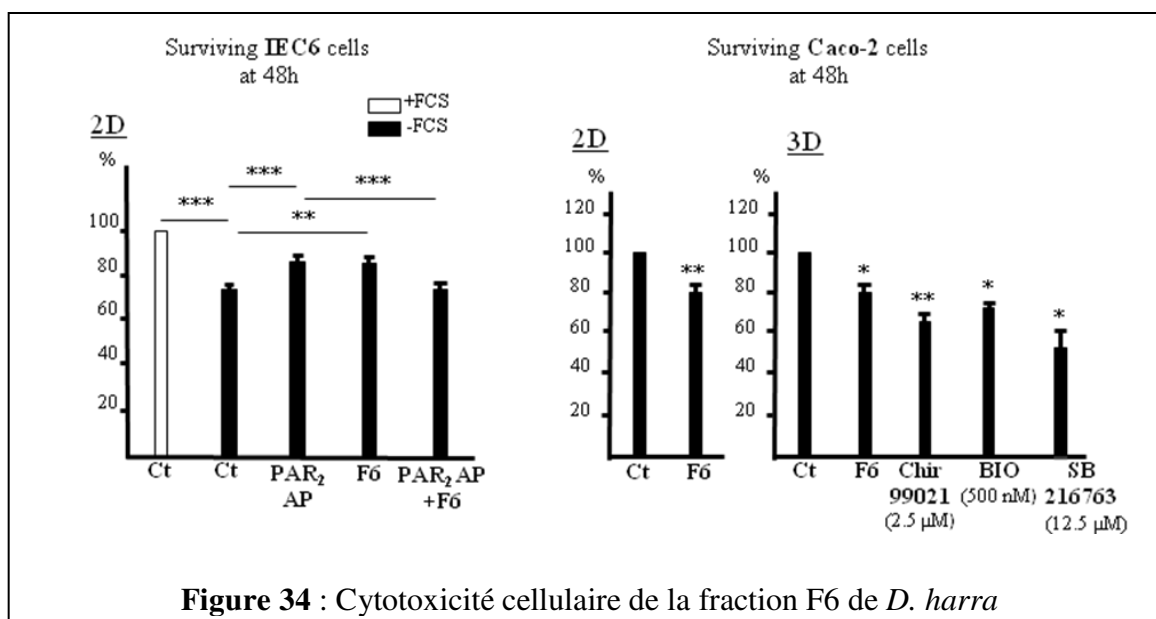 Surviving IEC6 cells
at 48h
+FCS
-FCS
2D
%
***
***
***
**
100
80
60
40
20
Ct
Ct
PAR2
AP
F6
PAR2 AP
+F6
Surviving Caco-2 cells
at 48h
2D
%
120
100
80
60
40
20
**
Ct
F6
3D
%
120
100
80
60
40
20
*
**
*
*
Ct
F6
Chir
99021
(2.5 µM)
BIO
(500 nM)
SB
216763
(12.5 µM)
Figure 34 : Cytotoxicité cellulaire de la fraction F6 de D. harra